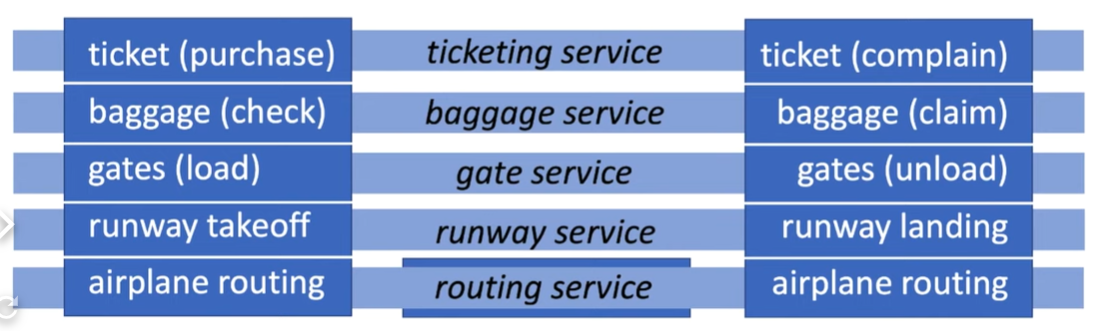 ticket (purchase) ticketing service ticket (complain)
baggage (check) baggage service baggage (claim)
gates (load) gate service gates (unload)
runway takeoff runway service runway landing
airplane routing routing service airplane routing